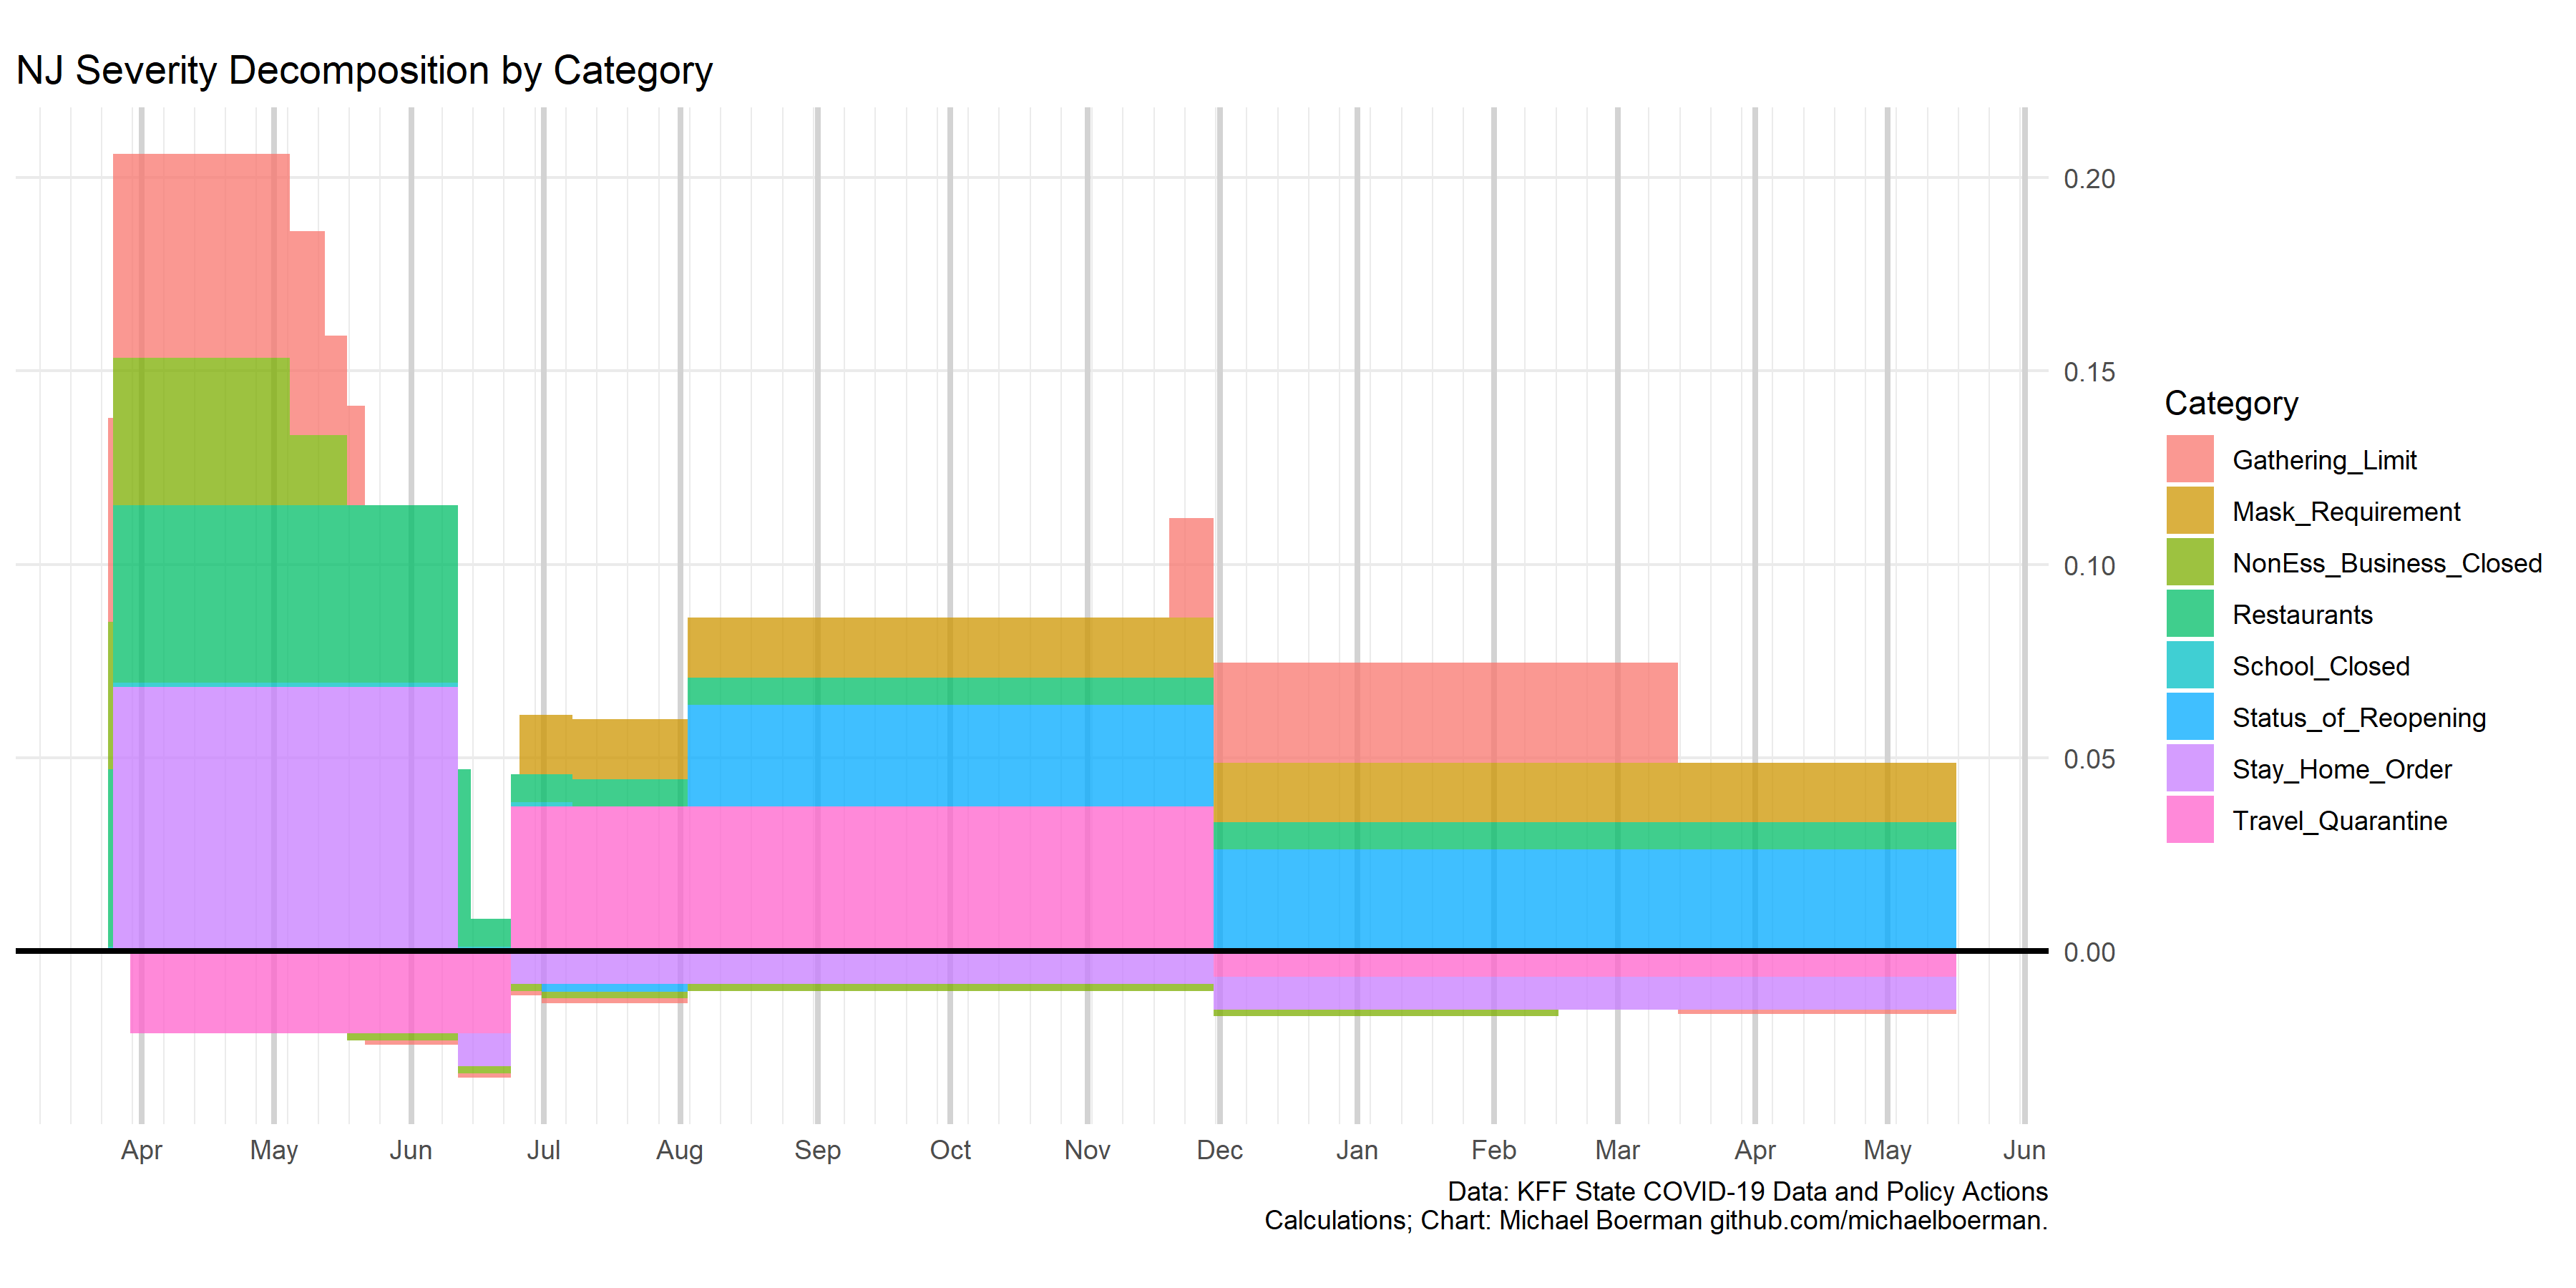 NJ Severity Decomposition by Category
0.20
0.15
0.10
0.05
0.00
Apr May Jun Jul Aug Sep Oct Nov Dec Jan Feb Mar Apr May Jun
Category
Gathering_Limit
Mask_Requirement
NonEss_Business_Closed
Restaurants
School_Closed
Status_of_Reopening
Stay_Home_Order
Travel_Quarantine
Data: KFF State COVID-19 Data and Policy Actions
Calculations; Chart: Michael Boerman github.com/michaelboerman.